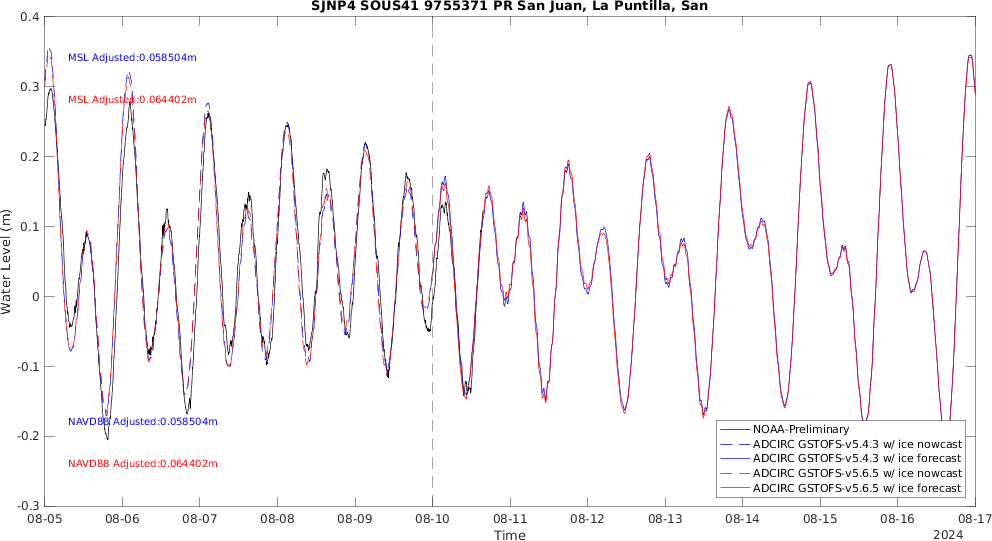 SJNP4 SOUS41 9755371 PR San Juan, La Puntilla, San
0.4
0.3
0.2
0.1
0
-0.1
-0.2
-0.3
Water Level (m)
MSL Adjusted:0.058504m
MSL Adjusted:0.064402m
NAVD88 Adjusted:0.058504m
NAVD88 Adjusted:0.064402m
NOAA-Preliminary
ADCIRC GSTOFS-v5.4.3 w/ ice nowcast
ADCIRC GSTOFS-v5.4.3 w/ ice forecast
ADCIRC GSTOFS-v5.6.5 w/ ice nowcast
ADCIRC GSTOFS-v5.6.5 w/ ice forecast
08-05 08-06 08-07 08-08 08-09 08-10 08-11 08-12 08-13 08-14 08-15 08-16 08-17
Time
2024